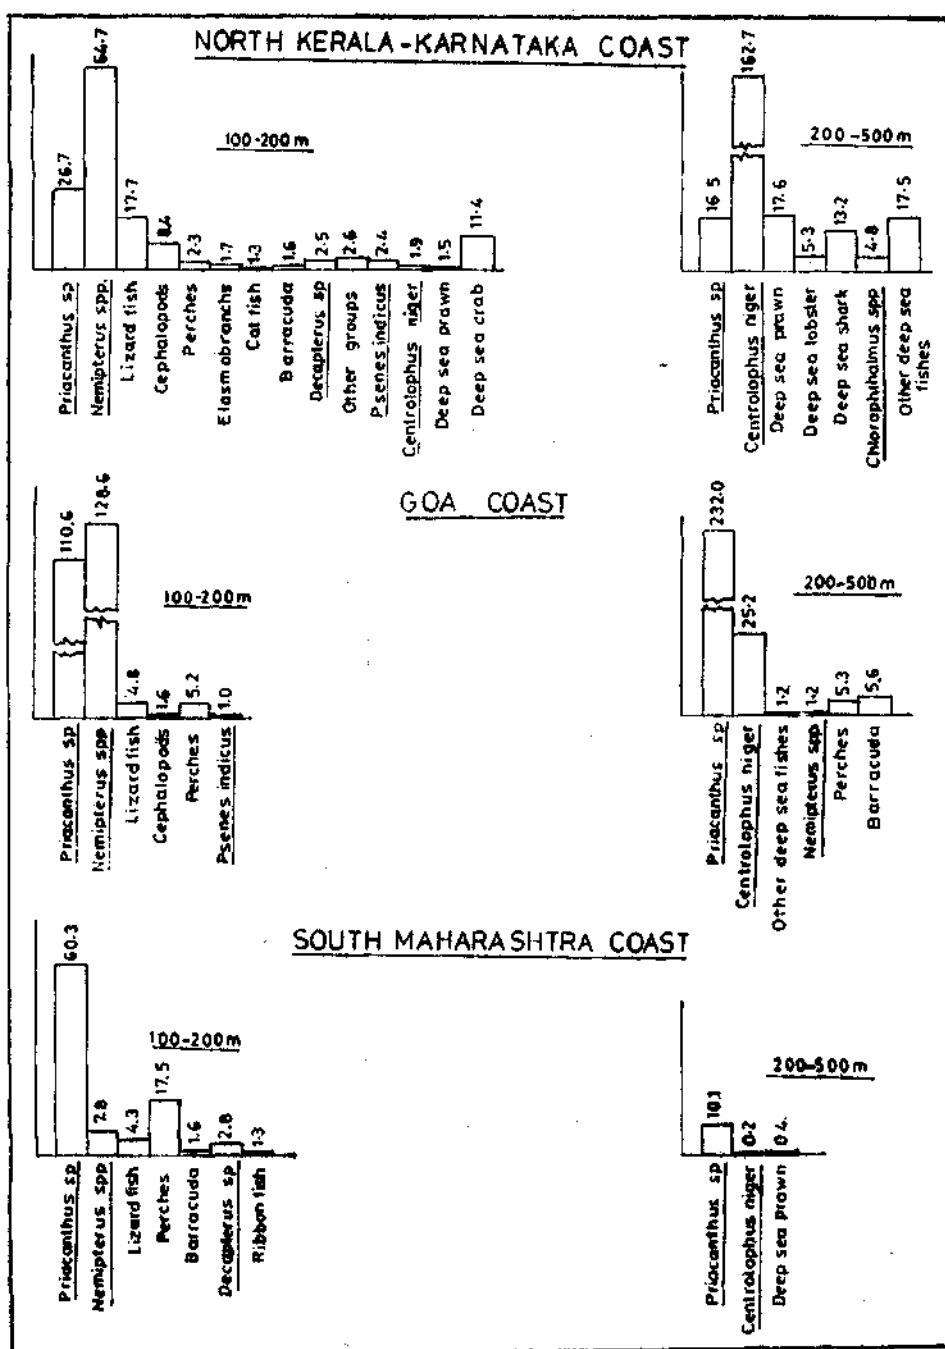 NORTH KERALA-KARNATAKA COAST
100-200m
26.7
64.7
17.7
8.4
2.3
1.7
1.3
1.6
2.5
2.6
2.4
1.9
1.5
11.4
Priacanthus sp
Nemipterus spp.
Lizard fish
Cephalopods
Perches
Elasmobranchs
Cat fish
Barracuda
Decapterus sp
Other groups
Psenes indicus
Centrolophus niger
Deep sea prawn
Deep sea crab
200-500m
16.5
162.7
17.6
5.3
13.2
4.8
17.5
Priacanthus sp
Centrolophus niger
Deep sea prawn
Deep sea lobster
Deep sea shark
Chlorophthalmus spp
Other deep sea
fishes
GOA COAST
100-200m
110.6
128.6
4.8
1.6
5.2
1.0
Priacanthus sp
Nemipterus spp
Lizard fish
Cephalopods
Perches
Psenes indicus
200-500m
232.0
25.2
1.2
1.2
5.3
5.6
Priacanthus sp
Centrolophus niger
Other deep sea fishes
Nemipterus spp
Perches
Barracuda
SOUTH MAHARASHTRA COAST
100-200m
60.3
7.8
4.3
17.5
1.6
2.8
1.3
Priacanthus sp
Nemipterus spp
Lizard fish
Perches
Barracuda
Decapterus sp
Ribbon fish
200-500m
10.1
0.2
0.4
Priacanthus sp
Centrolophus niger
Deep sea prawn